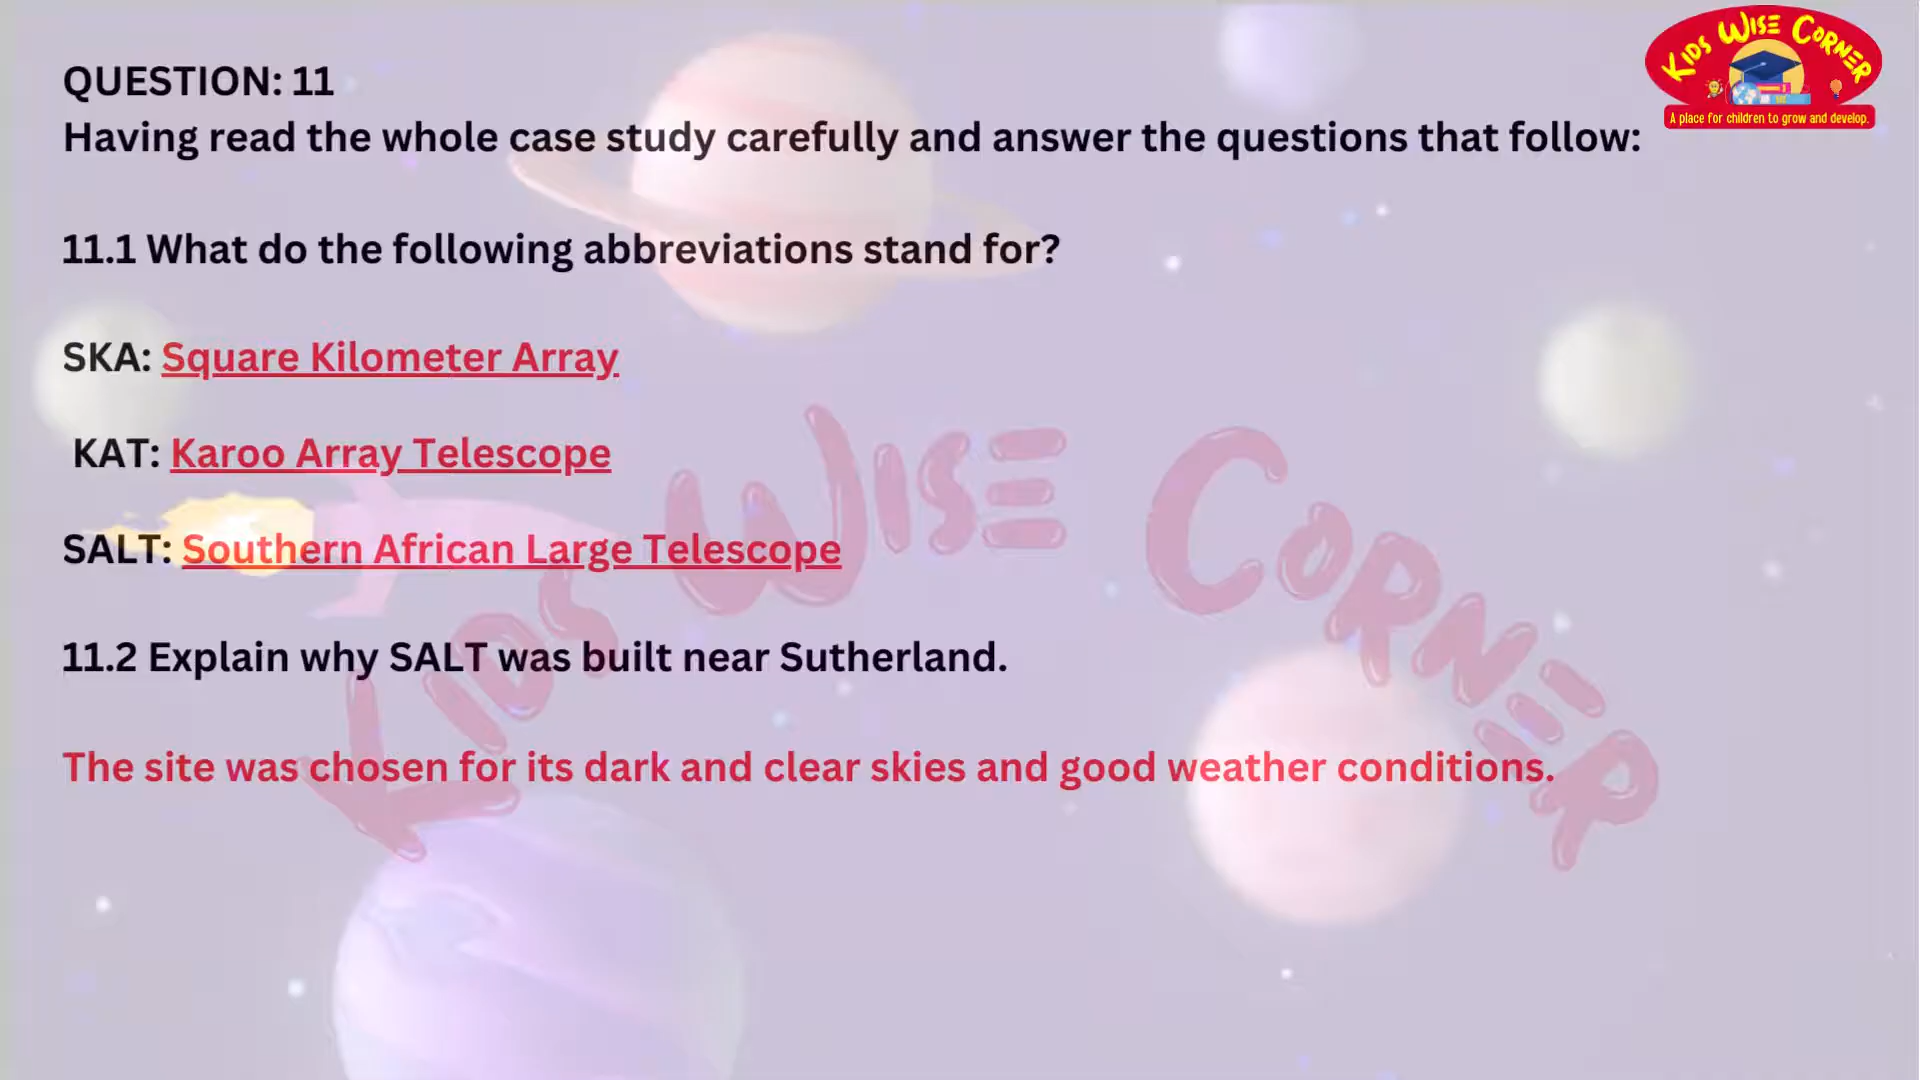 KIDS WISE CORNER
A place for children to grow and develop.
QUESTION: 11
Having read the whole case study carefully and answer the questions that follow:
11.1 What do the following abbreviations stand for?
SKA: Square Kilometer Array
KAT: Karoo Array Telescope
SALT: Southern African Large Telescope
11.2 Explain why SALT was built near Sutherland.
The site was chosen for its dark and clear skies and good weather conditions.
KIDS WISE CORNER